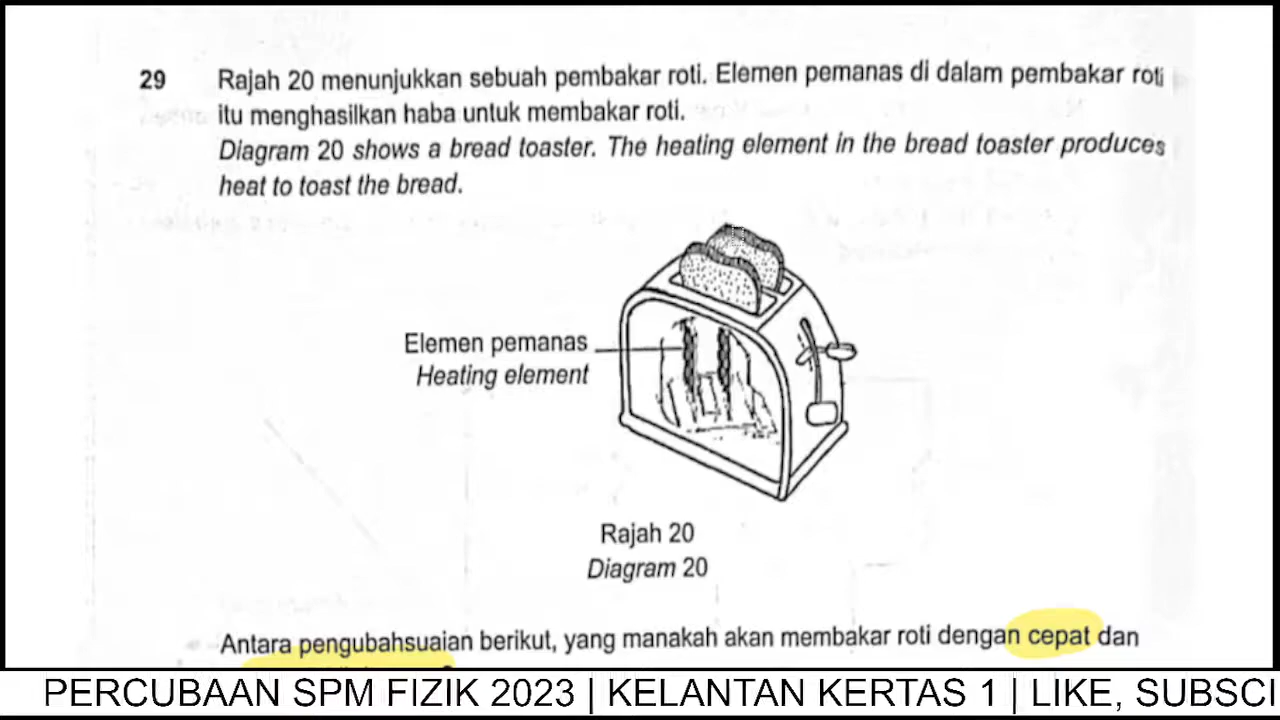 29 Rajah 20 menunjukkan sebuah pembakar roti. Elemen pemanas di dalam pembakar roti
itu menghasilkan haba untuk membakar roti.
Diagram 20 shows a bread toaster. The heating element in the bread toaster produces
heat to toast the bread.
Elemen pemanas
Heating element
Rajah 20
Diagram 20
Antara pengubahsuaian berikut, yang manakah akan membakar roti dengan cepat dan
PERCUBAAN SPM FIZIK 2023 | KELANTAN KERTAS 1 | LIKE, SUBSCI